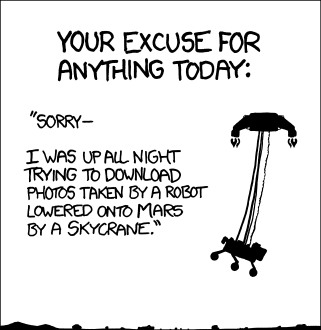 YOUR EXCUSE FOR
ANYTHING TODAY:
"SORRY—
I WAS UP ALL NIGHT
TRYING TO DOWNLOAD
PHOTOS TAKEN BY A ROBOT
LOWERED ONTO MARS
BY A SKYCRANE."